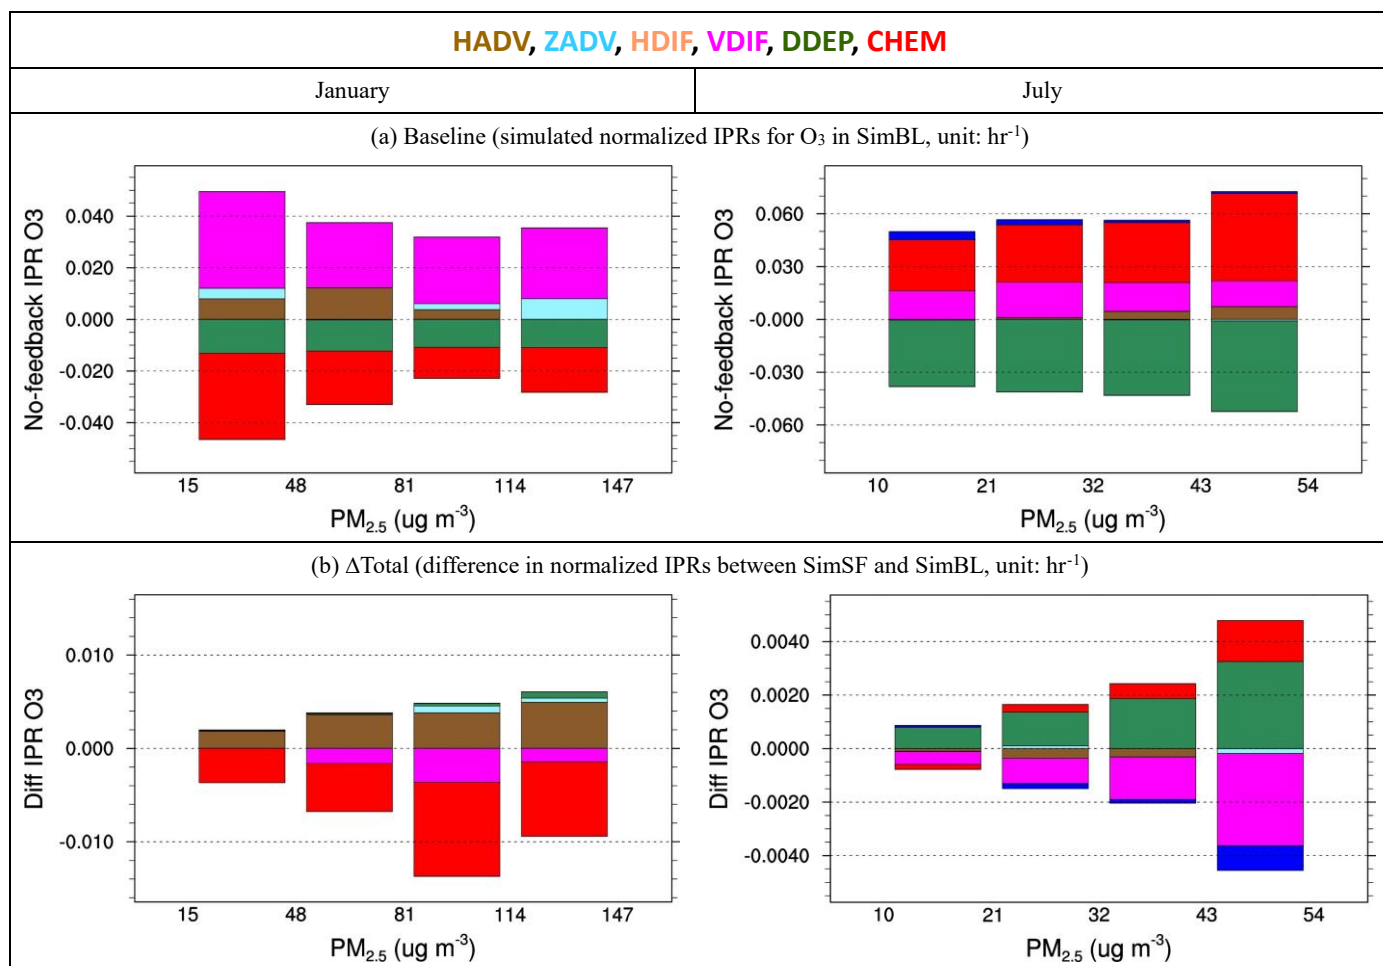 HADV, ZADV, HDIF, VDIF, DDEP, CHEM
January July
(a) Baseline (simulated normalized IPRs for O3 in SimBL, unit: hr-1)
No-feedback IPR O3
0.040
0.020
0.000
-0.020
-0.040
15 48 81 114 147
PM2.5 (ug m-3)
No-feedback IPR O3
0.060
0.030
-0.000
-0.030
-0.060
10 21 32 43 54
PM2.5 (ug m-3)
(b) ΔTotal (difference in normalized IPRs between SimSF and SimBL, unit: hr-1)
Diff IPR O3
0.010
0.000
-0.010
15 48 81 114 147
PM2.5 (ug m-3)
Diff IPR O3
0.0040
0.0020
0.0000
-0.0020
-0.0040
10 21 32 43 54
PM2.5 (ug m-3)